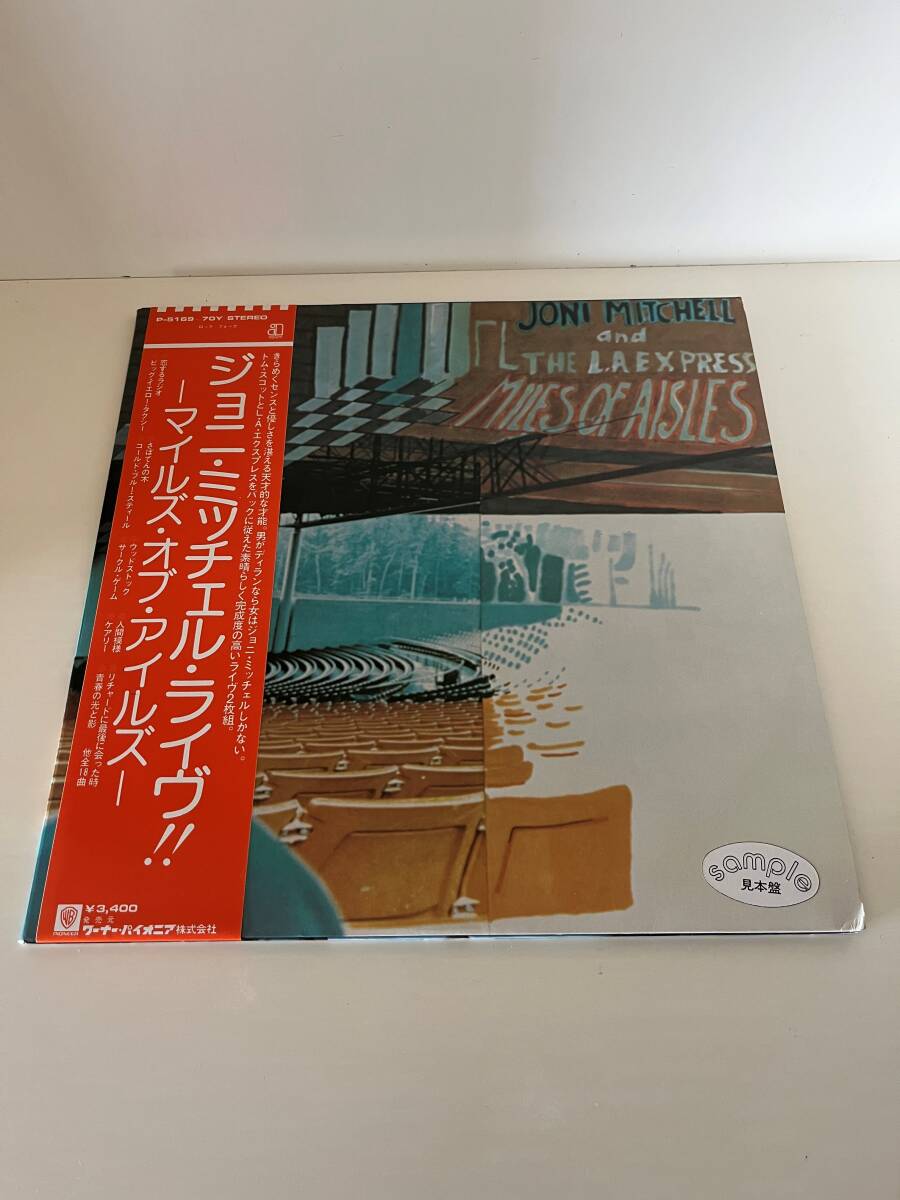 P-5169 70Y STEREO
ロック フォーク
ジョニ・ミッチェル・ライヴ!!
ーマイルズ・オブ・アイルズー
きらめくセンスと優しさを湛える天才的な才能。男がディランなら女はジョニ・ミッチェルしかない。
トム・スコットとL・A・エクスプレスをバックに従えた素晴らしく完成度の高いライヴ2枚組。
恋するラジオ
ビッグ・イエロー・タクシー
さぼてんの木
コールド・ブルー・スティール
ウッドストック
サークル・ゲーム
人間模様
ケアリー
リチャードに最後に会った時
青春の光と影
他全18曲
¥3,400
発売元
ワーナー・パイオニア株式会社
PIONEER
JONI MITCHELL
and
THE L.A EXPRESS
MILES OF AISLES
sample
見本盤